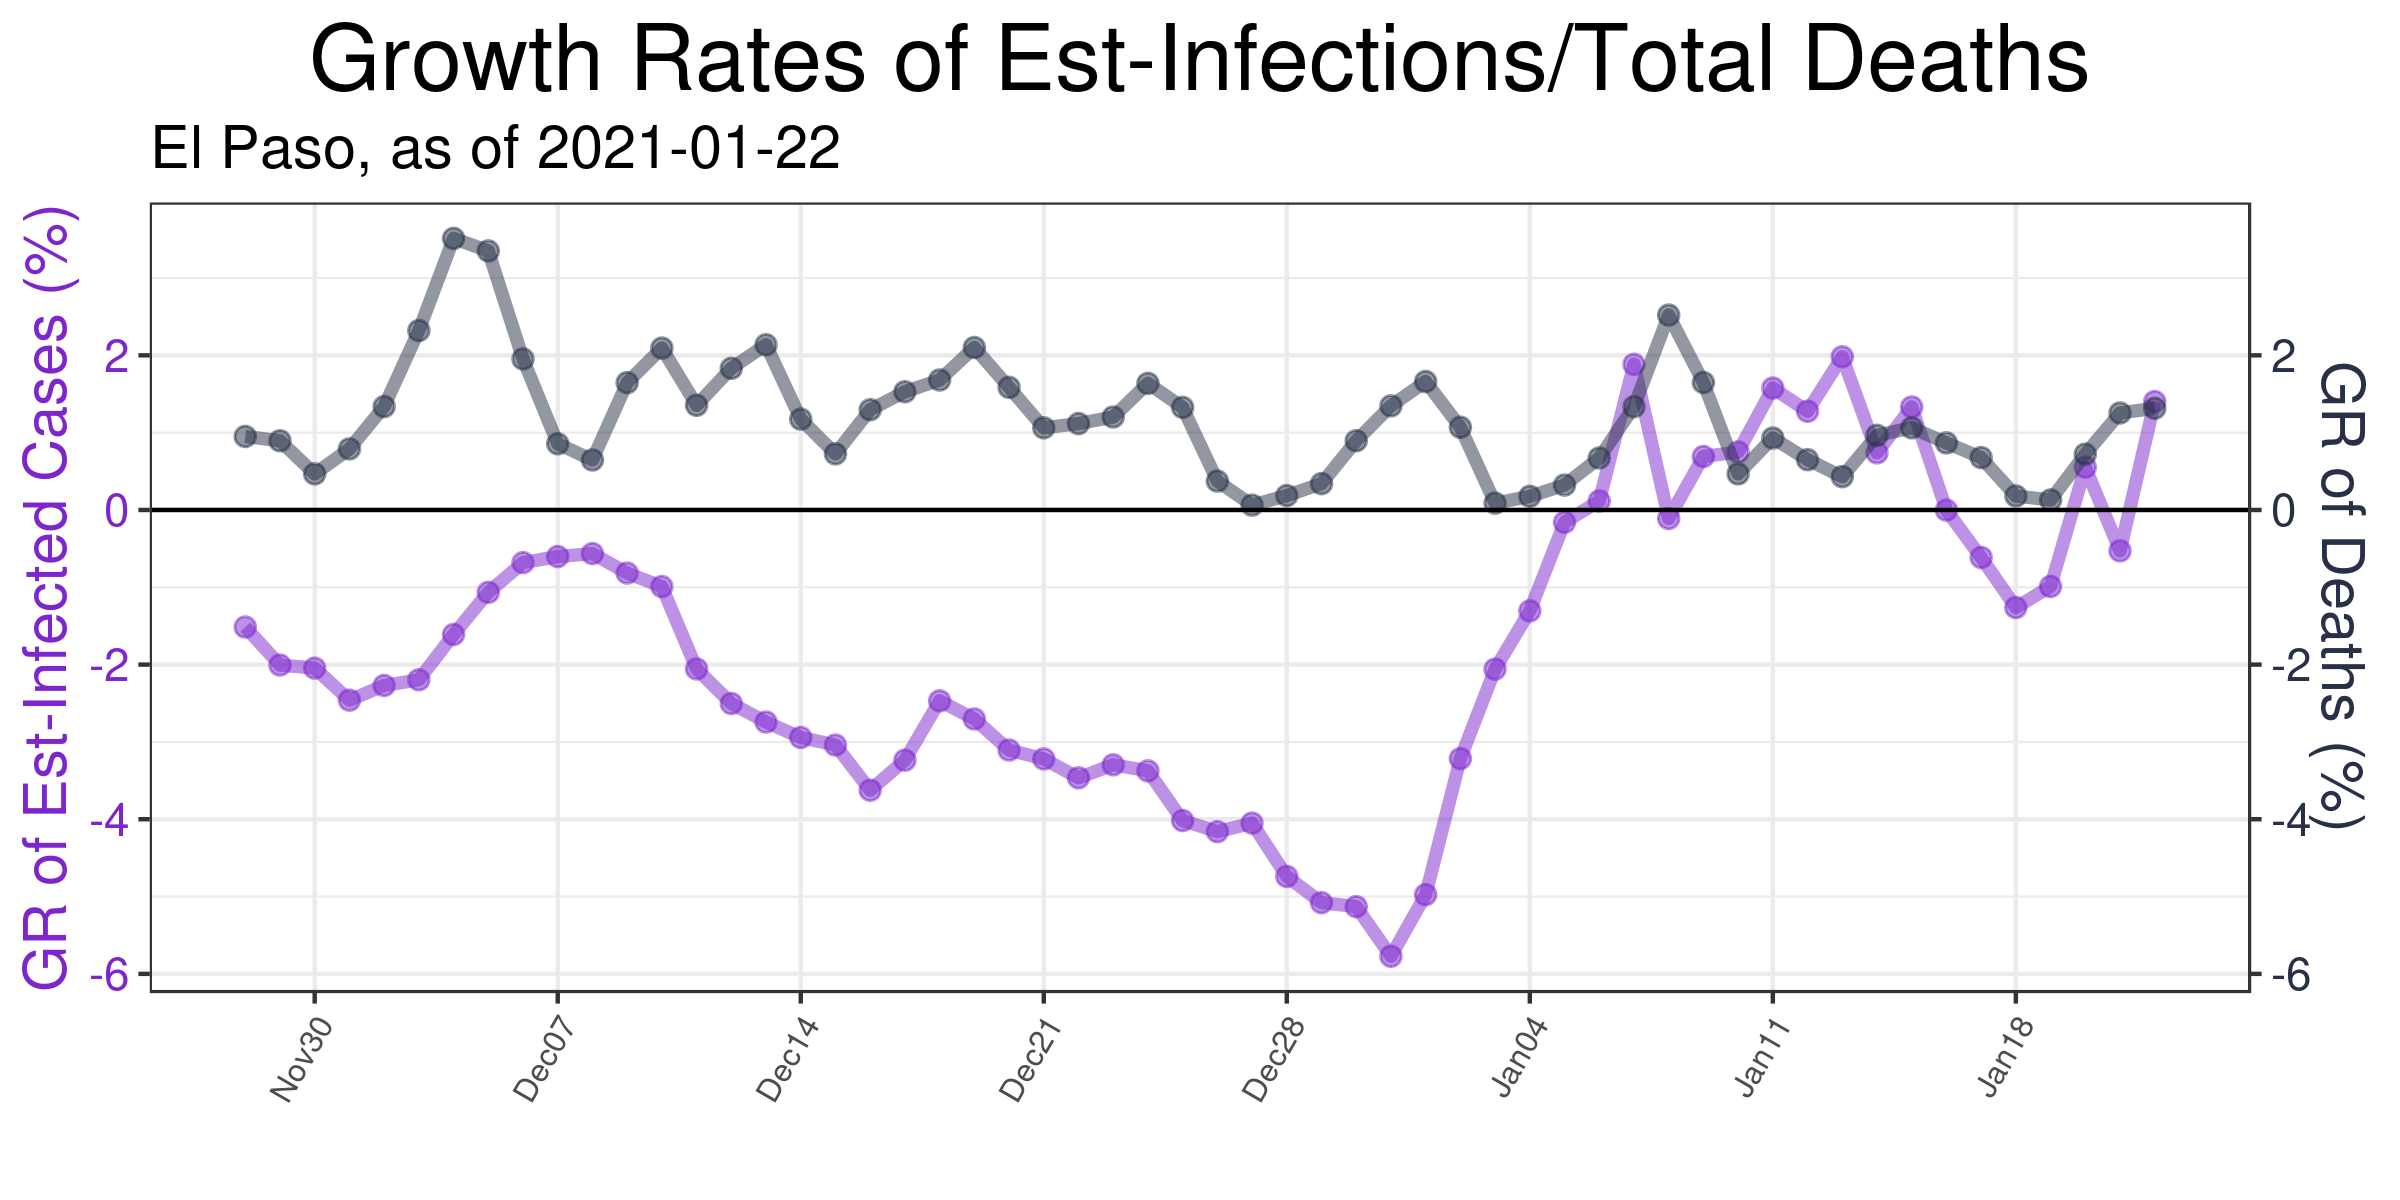 Growth Rates of Est-Infections/Total Deaths
El Paso, as of 2021-01-22
GR of Est-Infected Cases (%)
2
0
-2
-4
-6
2
0
-2
-4
-6
GR of Deaths (%)
Nov30
Dec07
Dec14
Dec21
Dec28
Jan04
Jan11
Jan18